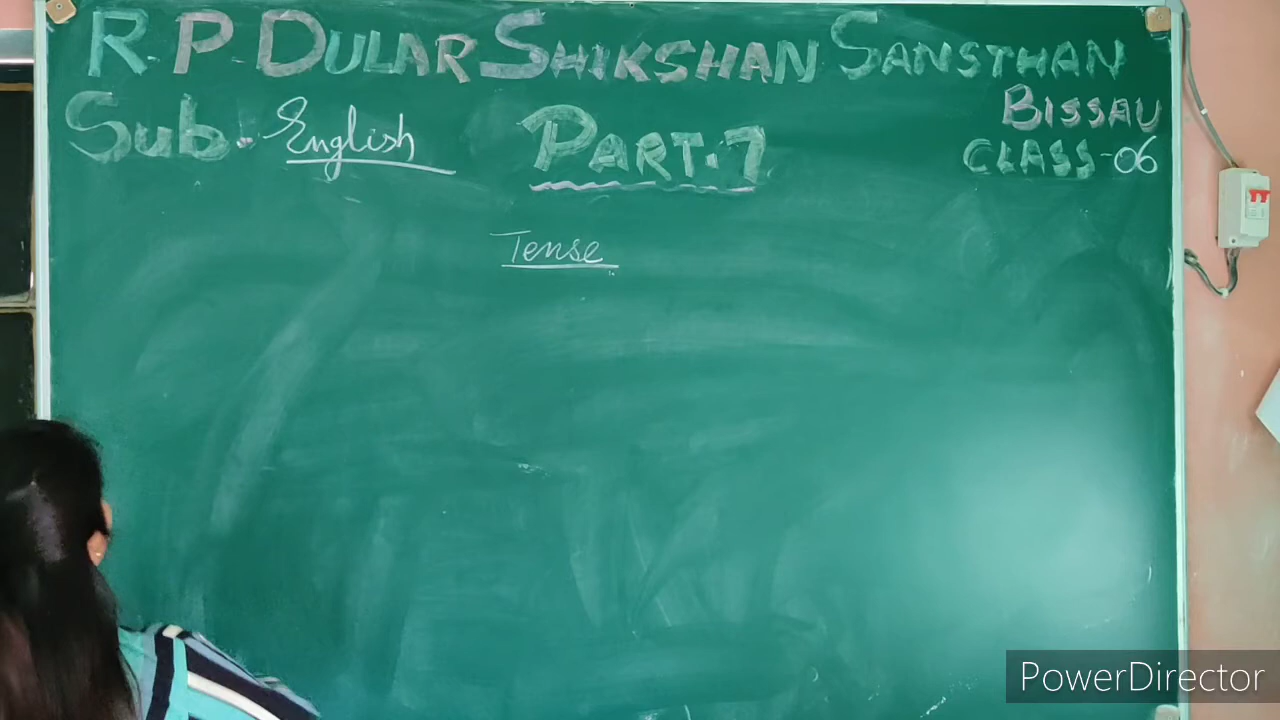 R. P. DULAR SHIKSHAN SANSTHAN
BISSAU
Sub. English PART.7 CLASS-06
Tense
PowerDirector